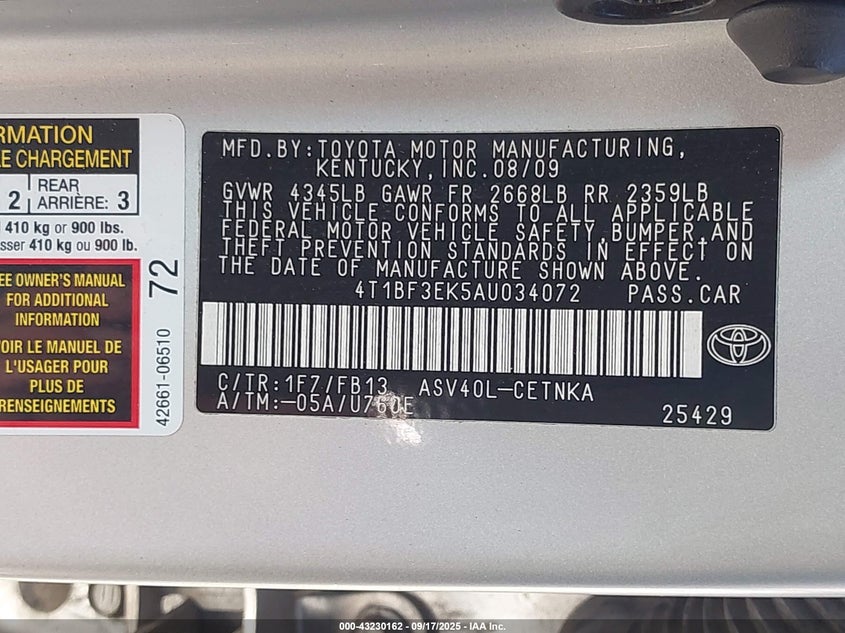 RMATION
LE CHARGEMENT
2 REAR ARRIÈRE: 3
410 kg or 900 lbs.
sser 410 kg ou 900 lb.
EE OWNER'S MANUAL
FOR ADDITIONAL
INFORMATION
OIR LE MANUEL DE
L'USAGER POUR
PLUS DE
RENSEIGNEMENTS
42661-06510 72
MFD.BY:TOYOTA MOTOR MANUFACTURING,
KENTUCKY,INC.08/09
GVWR 4345LB GAWR FR 2668LB RR 2359LB
THIS VEHICLE CONFORMS TO ALL APPLICABLE
FEDERAL MOTOR VEHICLE SAFETY,BUMPER,AND
THEFT PREVENTION STANDARDS IN EFFECT ON
THE DATE OF MANUFACTURE SHOWN ABOVE.
4T1BF3EK5AU034072 PASS.CAR
C/TR:1F7/FB13 ASV40L-CETNKA
A/TM:-05A/U760E
25429
000-43230162 - 09/17/2025 - IAA Inc.